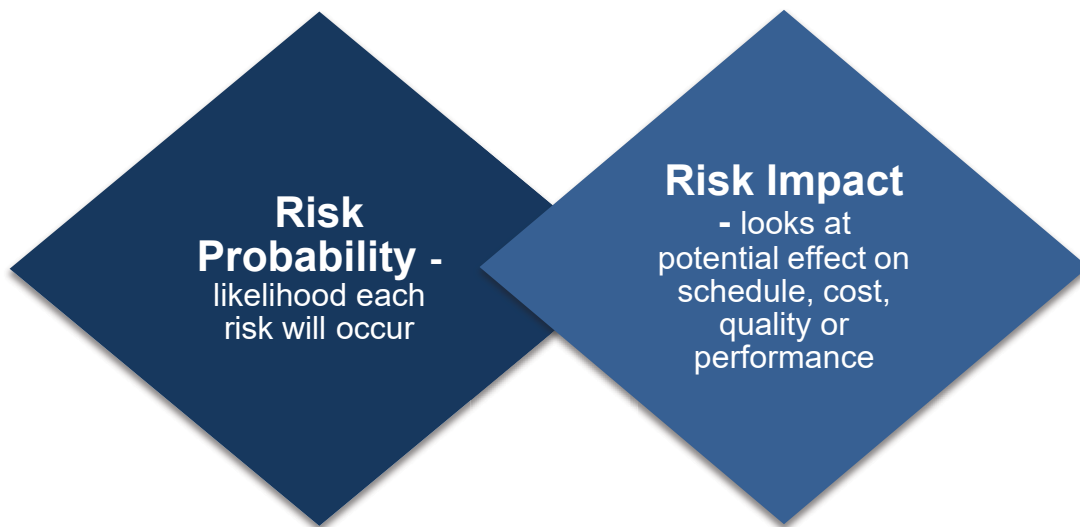 Risk
Probability -
likelihood each
risk will occur
Risk Impact
- looks at
potential effect on
schedule, cost,
quality or
performance